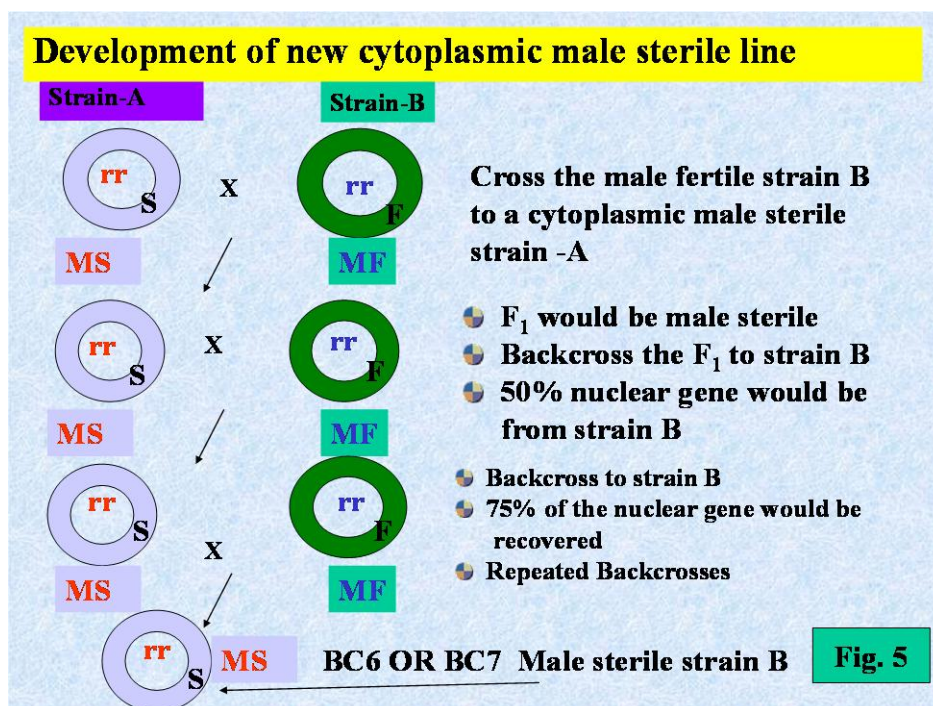 Development of new cytoplasmic male sterile line
Strain-A
Strain-B
rr
S
X
rr
F
Cross the male fertile strain B
to a cytoplasmic male sterile
strain -A
MS
MF
rr
S
X
rr
F
F1 would be male sterile
Backcross the F1 to strain B
50% nuclear gene would be
from strain B
MS
MF
rr
S
X
rr
F
Backcross to strain B
75% of the nuclear gene would be
recovered
Repeated Backcrosses
MS
MF
rr
S
MS
BC6 OR BC7 Male sterile strain B
Fig. 5